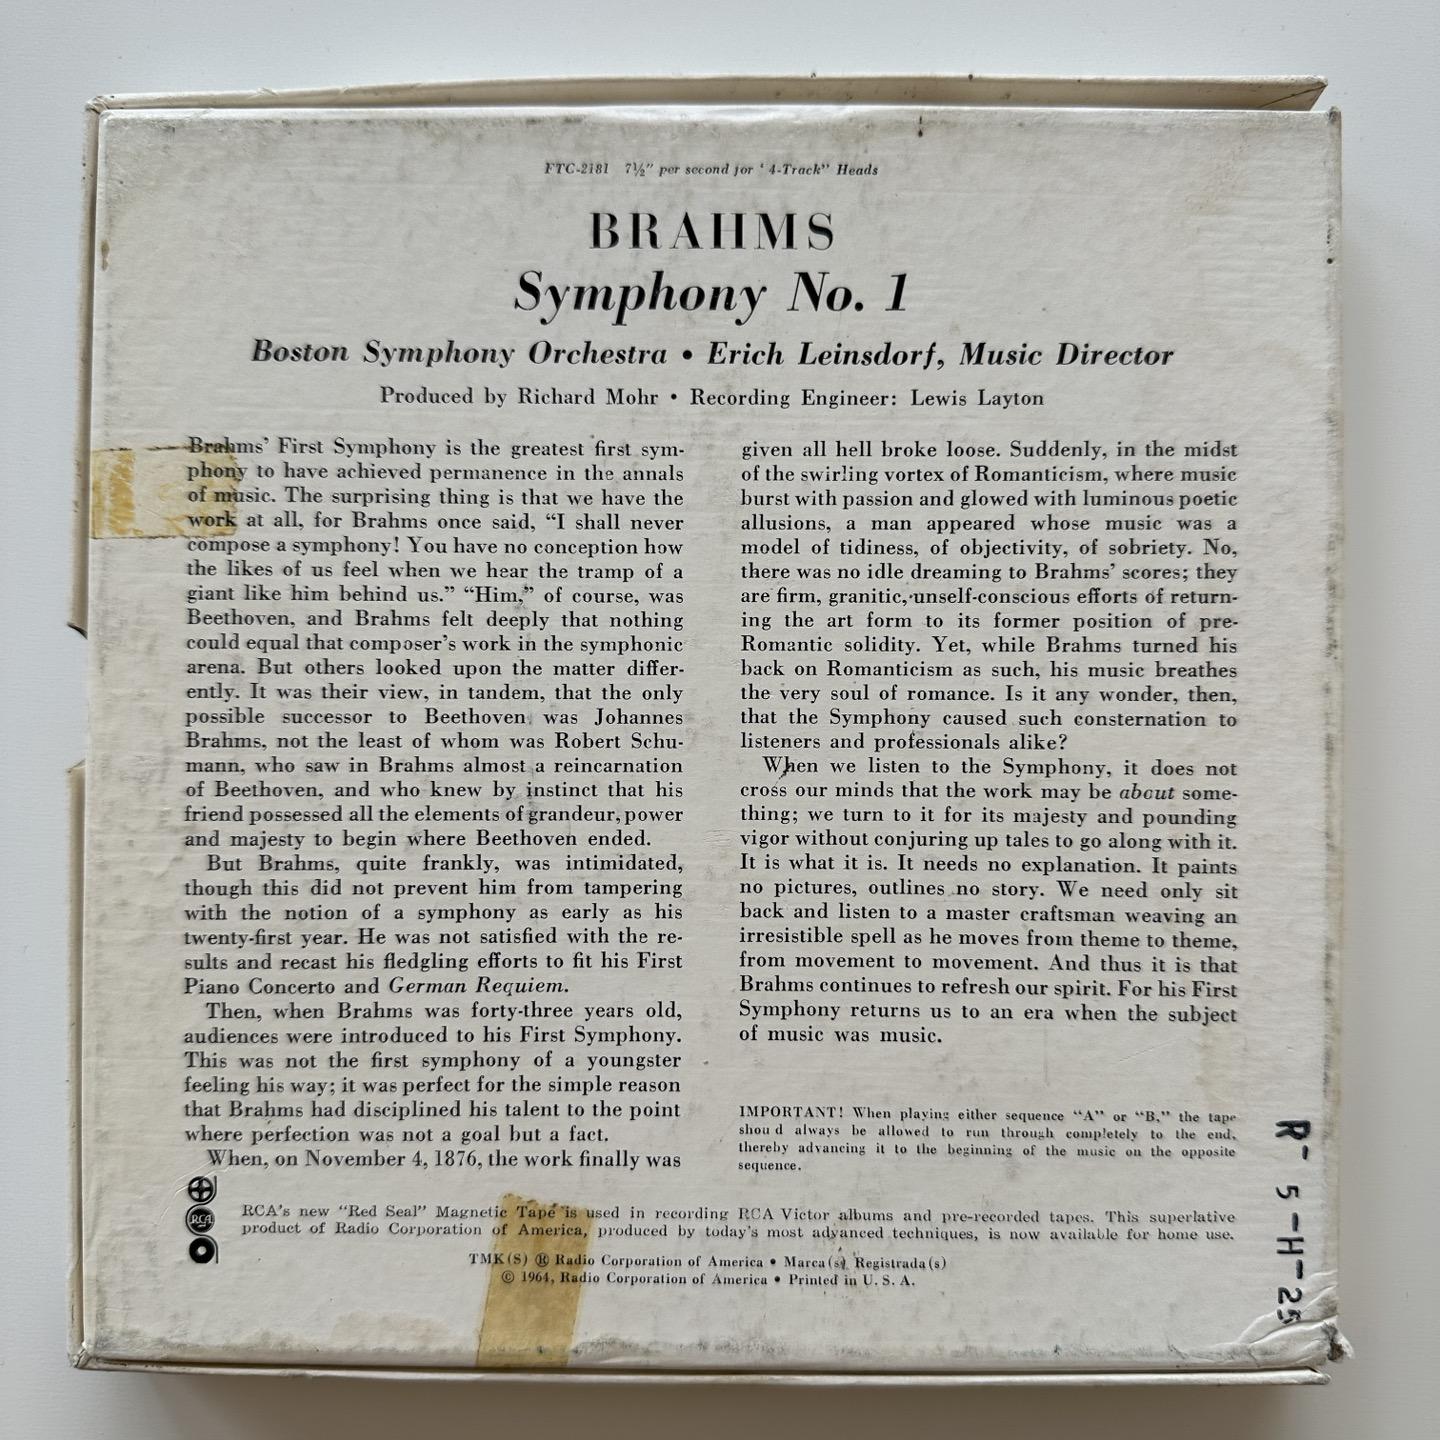 FTC-2181 7½" per second for '4-Track" Heads
BRAHMS
Symphony No. 1
Boston Symphony Orchestra • Erich Leinsdorf, Music Director
Produced by Richard Mohr • Recording Engineer: Lewis Layton
Brahms' First Symphony is the greatest first sym-
phony to have achieved permanence in the annals
of music. The surprising thing is that we have the
work at all, for Brahms once said, “I shall never
compose a symphony! You have no conception how
the likes of us feel when we hear the tramp of a
giant like him behind us.” “Him,” of course, was
Beethoven, and Brahms felt deeply that nothing
could equal that composer's work in the symphonic
arena. But others looked upon the matter differ-
ently. It was their view, in tandem, that the only
possible successor to Beethoven was Johannes
Brahms, not the least of whom was Robert Schu-
mann, who saw in Brahms almost a reincarnation
of Beethoven, and who knew by instinct that his
friend possessed all the elements of grandeur, power
and majesty to begin where Beethoven ended.
But Brahms, quite frankly, was intimidated,
though this did not prevent him from tampering
with the notion of a symphony as early as his
twenty-first year. He was not satisfied with the re-
sults and recast his fledgling efforts to fit his First
Piano Concerto and German Requiem.
Then, when Brahms was forty-three years old,
audiences were introduced to his First Symphony.
This was not the first symphony of a youngster
feeling his way; it was perfect for the simple reason
that Brahms had disciplined his talent to the point
where perfection was not a goal but a fact.
When, on November 4, 1876, the work finally was
given all hell broke loose. Suddenly, in the midst
of the swirling vortex of Romanticism, where music
burst with passion and glowed with luminous poetic
allusions, a man appeared whose music was a
model of tidiness, of objectivity, of sobriety. No,
there was no idle dreaming to Brahms' scores; they
are firm, granitic, unself-conscious efforts of return-
ing the art form to its former position of pre-
Romantic solidity. Yet, while Brahms turned his
back on Romanticism as such, his music breathes
the very soul of romance. Is it any wonder, then,
that the Symphony caused such consternation to
listeners and professionals alike?
When we listen to the Symphony, it does not
cross our minds that the work may be about some-
thing; we turn to it for its majesty and pounding
vigor without conjuring up tales to go along with it.
It is what it is. It needs no explanation. It paints
no pictures, outlines no story. We need only sit
back and listen to a master craftsman weaving an
irresistible spell as he moves from theme to theme,
from movement to movement. And thus it is that
Brahms continues to refresh our spirit. For his First
Symphony returns us to an era when the subject
of music was music.
IMPORTANT! When playing either sequence “A” or “B,” the tape
shou d always be allowed to run through completely to the end,
thereby advancing it to the beginning of the music on the opposite
sequence.
RCA
RCA's new “Red Seal” Magnetic Tape is used in recording RCA Victor albums and pre-recorded tapes. This superlative
product of Radio Corporation of America, produced by today's most advanced techniques, is now available for home use.
TMK(S) ® Radio Corporation of America • Marca(s) Registrada(s)
© 1964, Radio Corporation of America • Printed in U. S. A.
R-5-H-25